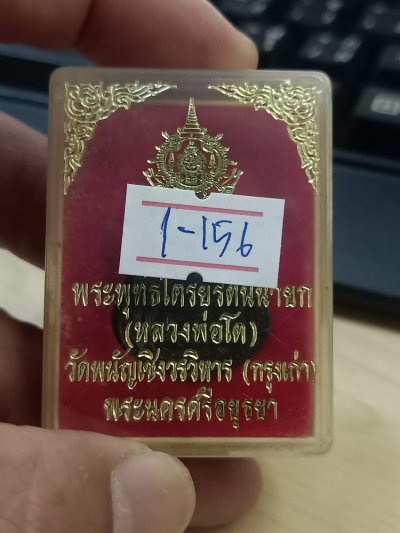 1-156
พระพุทธไตรยรตนนายก
(หลวงพ่อโต)
วัดพนัญเชิงวรวิหาร (กรุงเก่า)
พระนครศรีอยุธยา